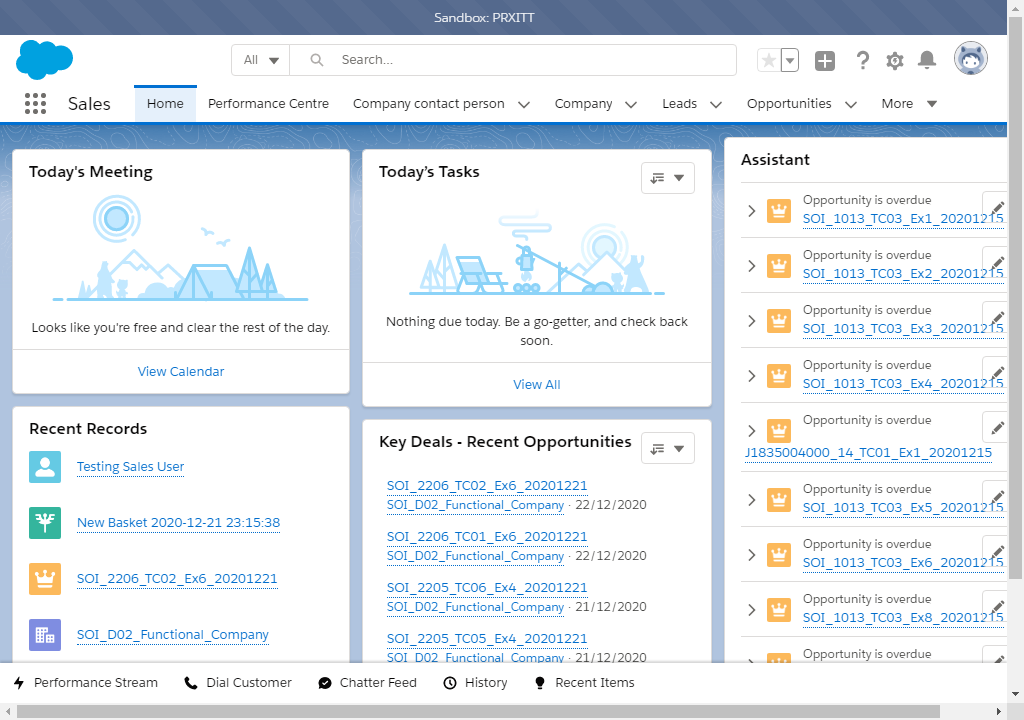 Sandbox: PRXITT
All
Search...
Sales
Home
Performance Centre
Company contact person
Company
Leads
Opportunities
More
Today's Meeting
Looks like you're free and clear the rest of the day.
View Calendar
Today's Tasks
Nothing due today. Be a go-getter, and check back
soon.
View All
Recent Records
Testing Sales User
New Basket 2020-12-21 23:15:38
SOI_2206_TC02_Ex6_20201221
SOI_D02_Functional_Company
Key Deals - Recent Opportunities
SOI_2206_TC02_Ex6_20201221
SOI_D02_Functional_Company · 22/12/2020
SOI_2206_TC01_Ex6_20201221
SOI_D02_Functional_Company · 22/12/2020
SOI_2205_TC06_Ex4_20201221
SOI_D02_Functional_Company · 21/12/2020
SOI_2205_TC05_Ex4_20201221
SOI_D02_Functional_Company · 21/12/2020
Assistant
Opportunity is overdue
SOI_1013_TC03_Ex1_20201215
Opportunity is overdue
SOI_1013_TC03_Ex2_20201215
Opportunity is overdue
SOI_1013_TC03_Ex3_20201215
Opportunity is overdue
SOI_1013_TC03_Ex4_20201215
Opportunity is overdue
J1835004000_14_TC01_Ex1_20201215
Opportunity is overdue
SOI_1013_TC03_Ex5_20201215
Opportunity is overdue
SOI_1013_TC03_Ex6_20201215
Opportunity is overdue
SOI_1013_TC03_Ex8_20201215
Opportunity is overdue
Performance Stream
Dial Customer
Chatter Feed
History
Recent Items